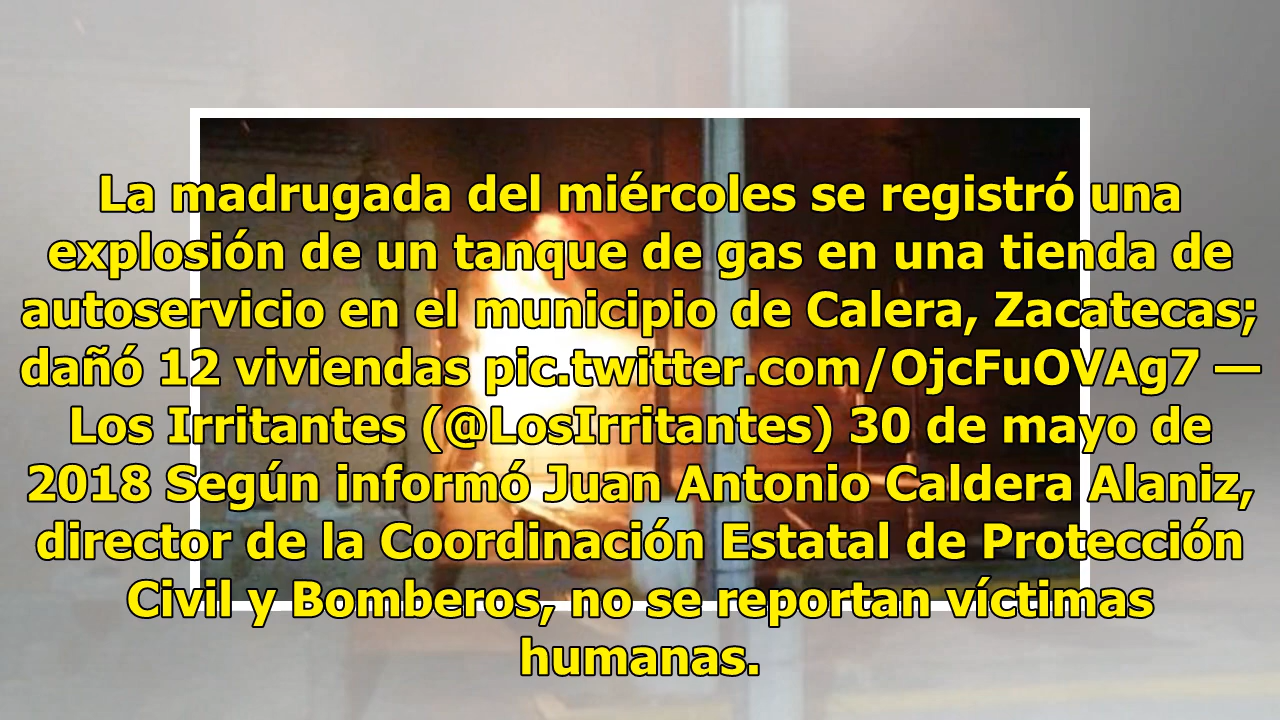 La madrugada del miércoles se registró una
explosión de un tanque de gas en una tienda de
autoservicio en el municipio de Calera, Zacatecas;
dañó 12 viviendas pic.twitter.com/OjcFuOVAg7 —
Los Irritantes (@LosIrritantes) 30 de mayo de
2018 Según informó Juan Antonio Caldera Alaniz,
director de la Coordinación Estatal de Protección
Civil y Bomberos, no se reportan víctimas
humanas.